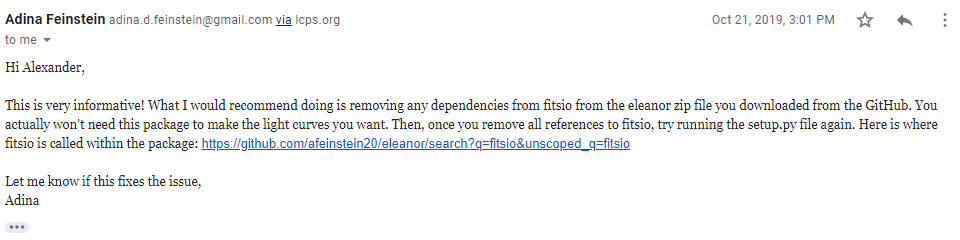 Adina Feinstein adina.d.feinstein@gmail.com via lcps.org Oct 21, 2019, 3:01 PM
to me
Hi Alexander,
This is very informative! What I would recommend doing is removing any dependencies from fitsio from the eleanor zip file you downloaded from the GitHub. You
actually won't need this package to make the light curves you want. Then, once you remove all references to fitsio, try running the setup.py file again. Here is where
fitsio is called within the package: https://github.com/afeinstein20/eleanor/search?q=fitsio&unscoped_q=fitsio
Let me know if this fixes the issue,
Adina